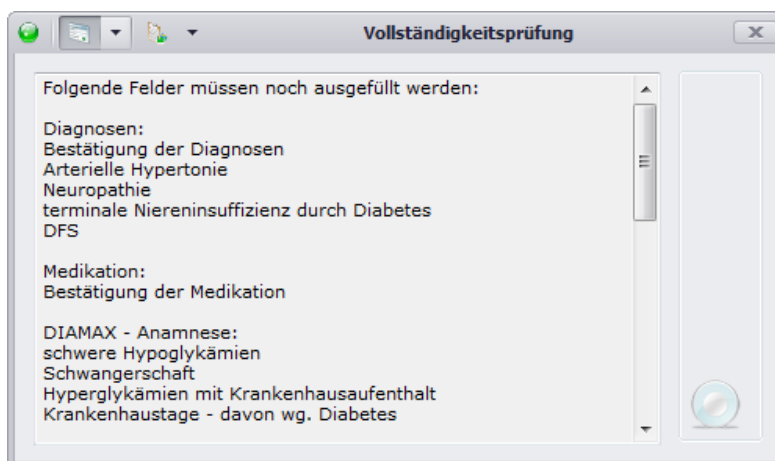 Vollständigkeitsprüfung
Folgende Felder müssen noch ausgefüllt werden:
Diagnosen:
Bestätigung der Diagnosen
Arterielle Hypertonie
Neuropathie
terminale Niereninsuffizienz durch Diabetes
DFS
Medikation:
Bestätigung der Medikation
DIAMAX - Anamnese:
schwere Hypoglykämien
Schwangerschaft
Hyperglykämien mit Krankenhausaufenthalt
Krankenhaustage - davon wg. Diabetes